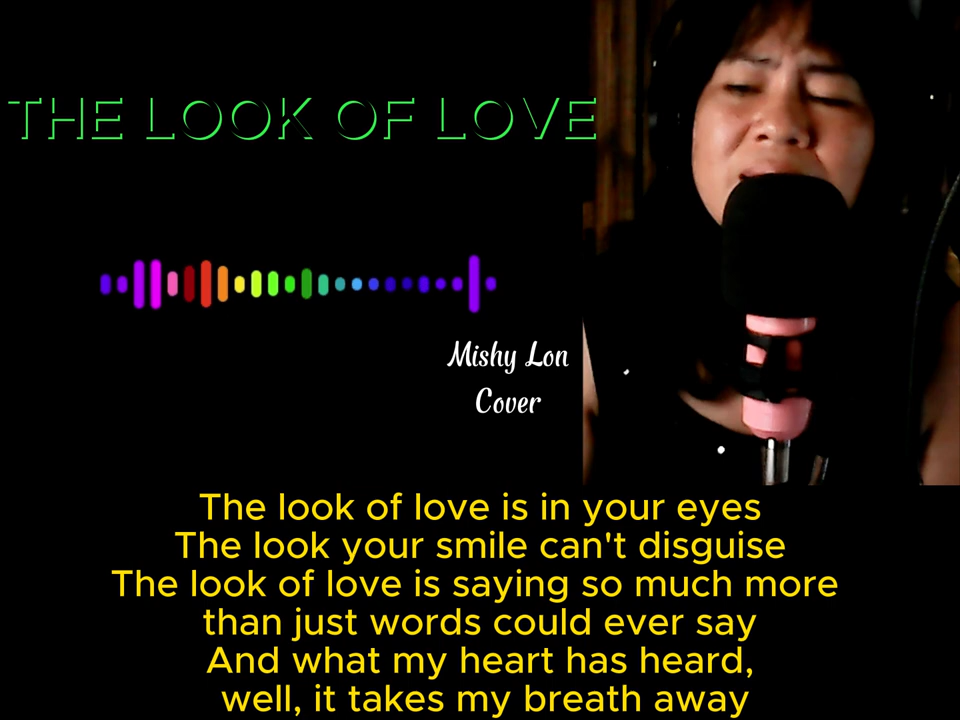 THE LOOK OF LOVE
Mishy Lon
Cover
The look of love is in your eyes
The look your smile can't disguise
The look of love is saying so much more
than just words could ever say
And what my heart has heard,
well, it takes my breath away